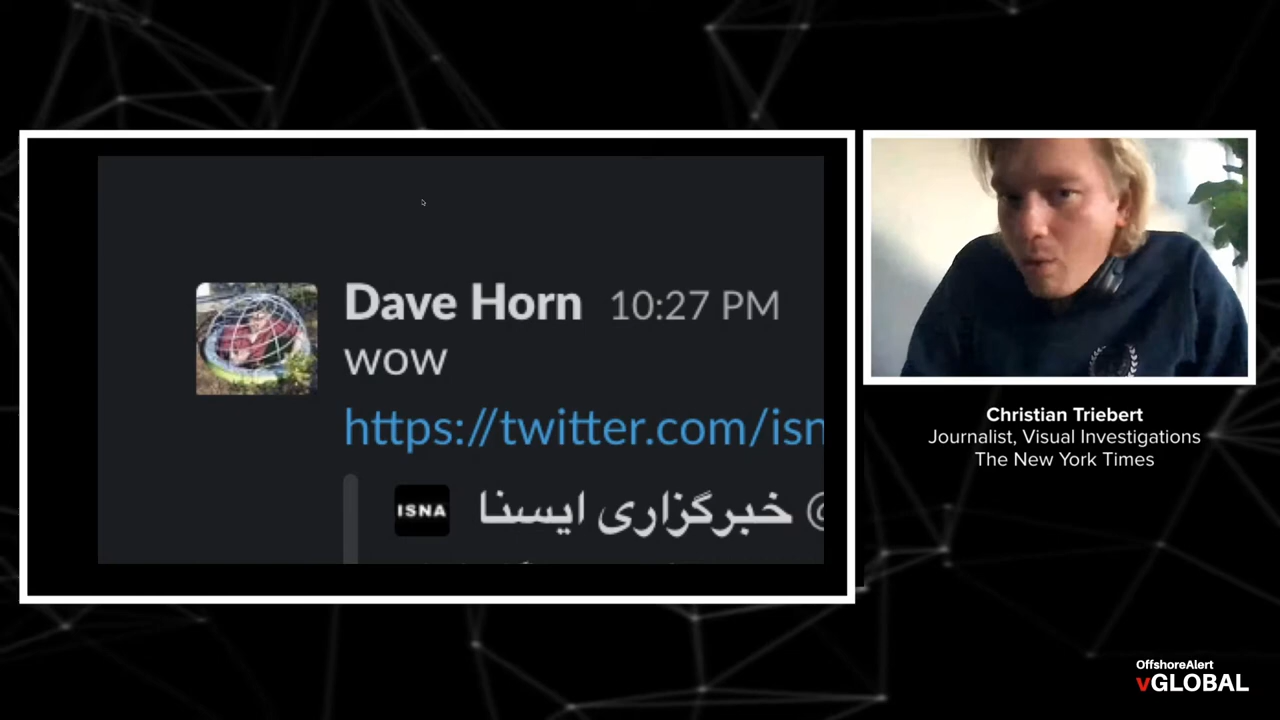 Dave Horn 10:27 PM
wow
https://twitter.com/isn
ISNA خبرگزاری ایسنا @
Christian Triebert
Journalist, Visual Investigations
The New York Times
OffshoreAlert
vGLOBAL